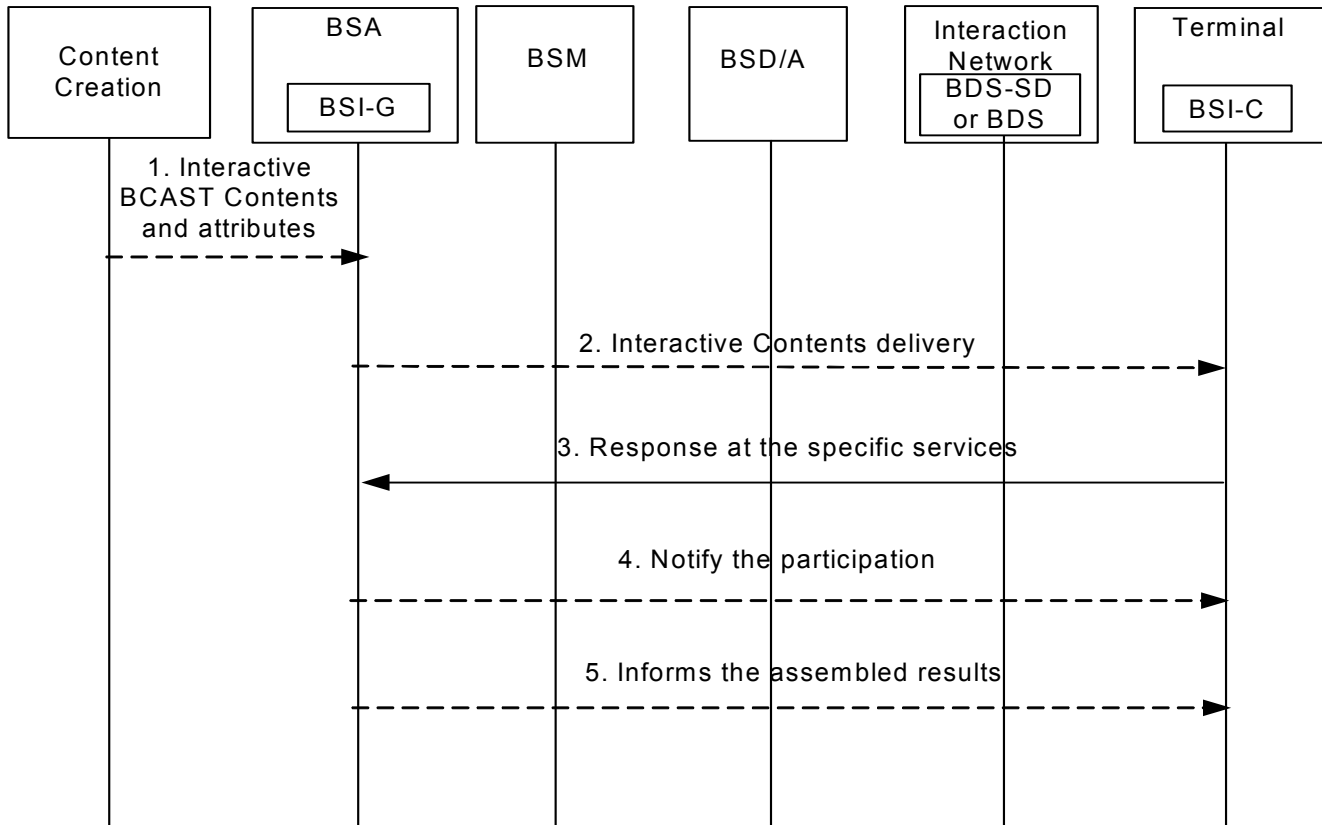 Content
Creation
BSA
BSI-G
BSM
BSD/A
Interaction
Network
BDS-SD
or BDS
Terminal
BSI-C
1. Interactive
BCAST Contents
and attributes
2. Interactive Contents delivery
3. Response at the specific services
4. Notify the participation
5. Informs the assembled results